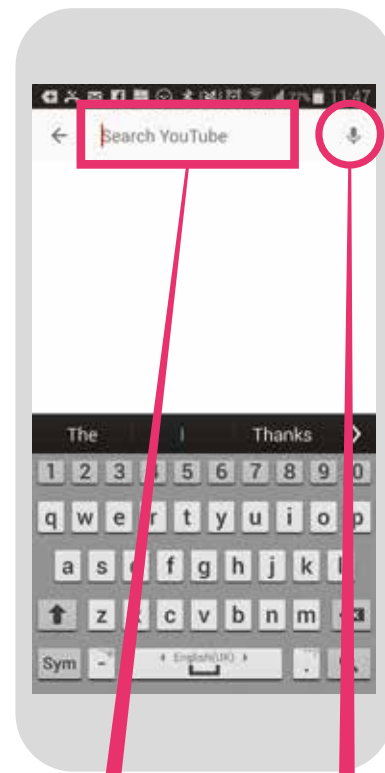 11:47
Search YouTube
The I Thanks
1 2 3 4 5 6 7 8 9 0
q w e r t y u i o p
a s f g h j k
z c v b n m
Sym - English(UK) .